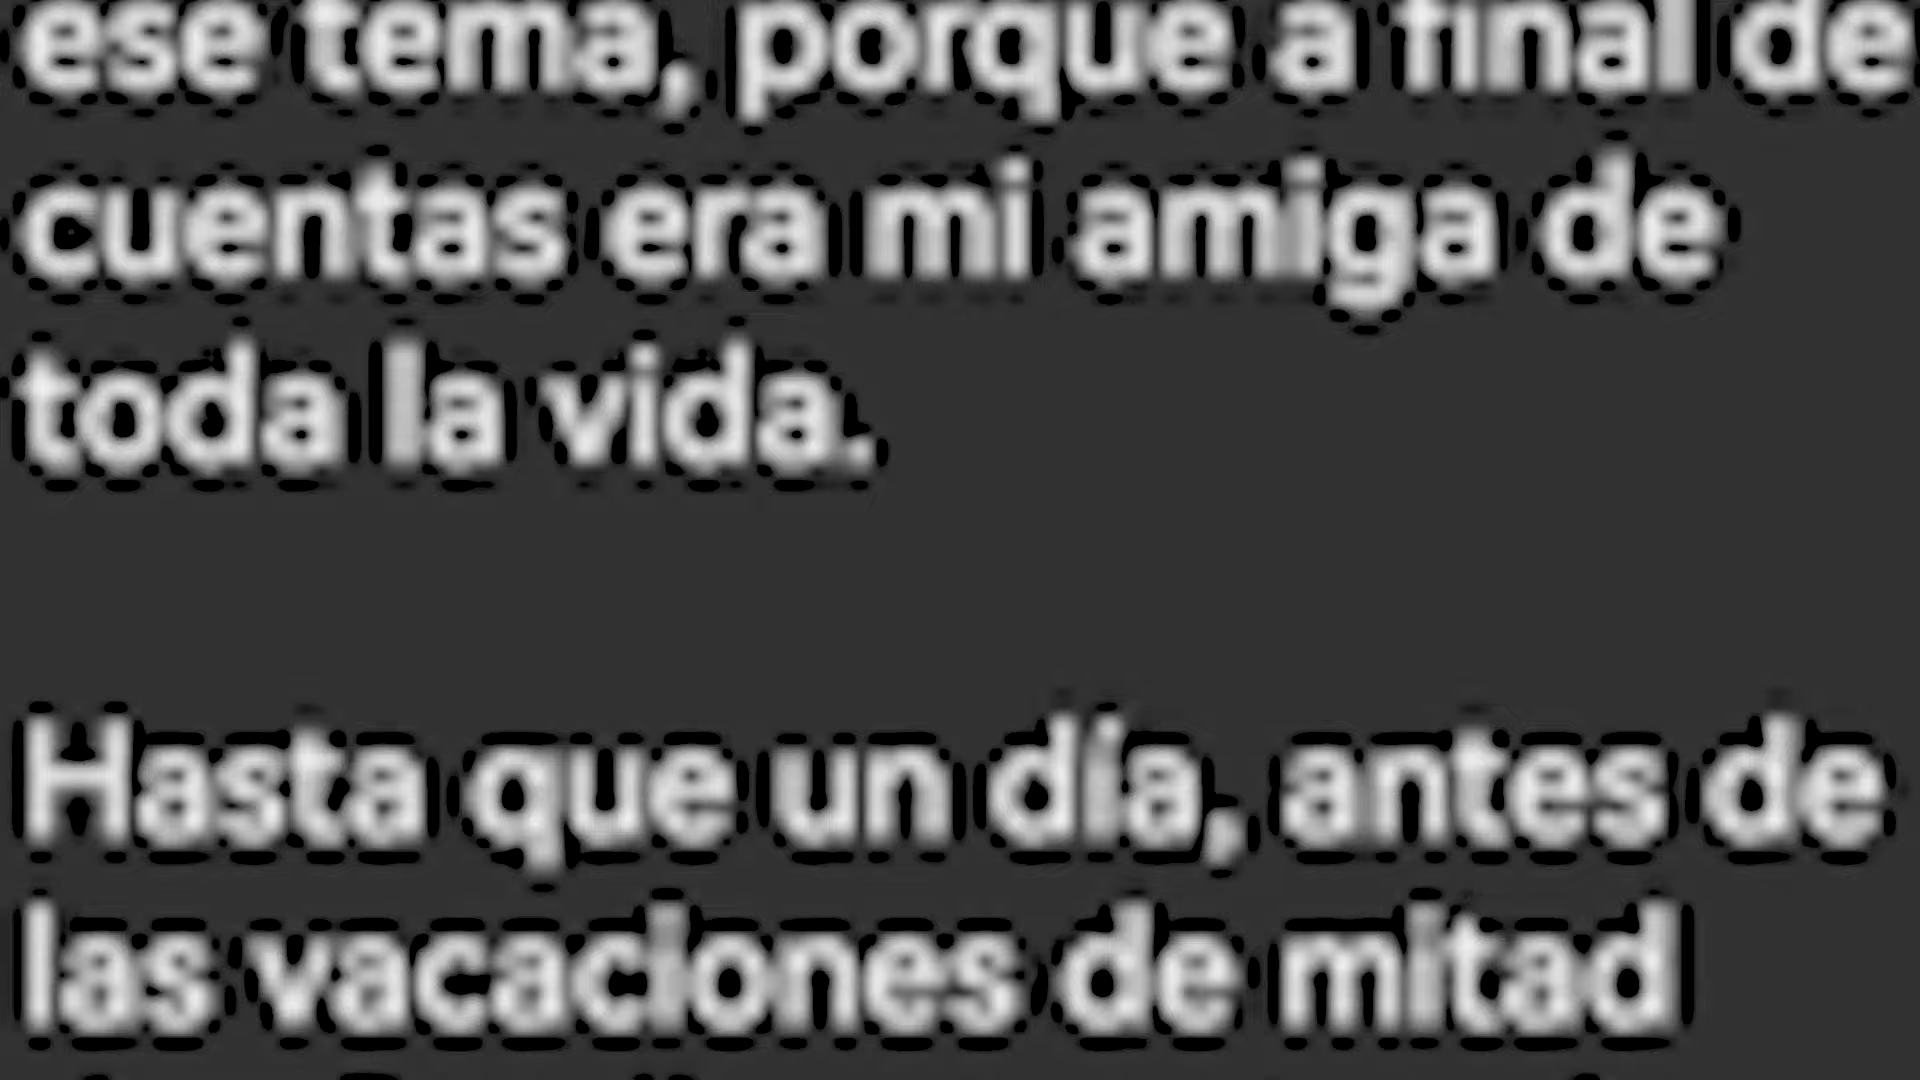 ese tema, porque a final de
cuentas era mi amiga de
toda la vida.
Hasta que un día, antes de
las vacaciones de mitad